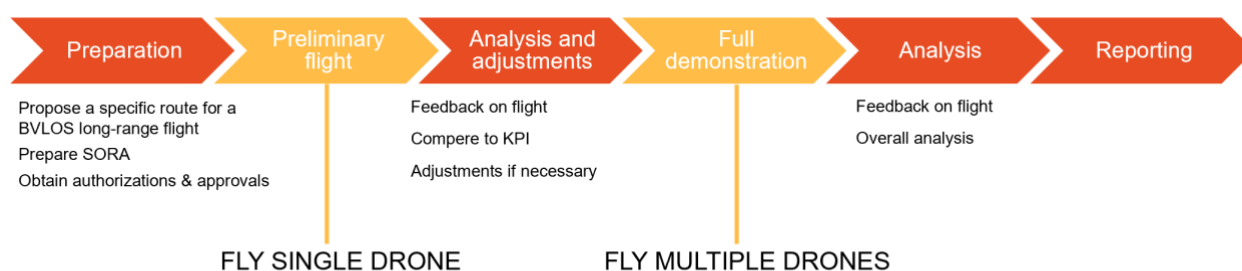 Preparation
Preliminary
flight
Analysis and
adjustments
Full
demonstration
Analysis
Reporting
Propose a specific route for a
BVLOS long-range flight
Prepare SORA
Obtain authorizations & approvals
Feedback on flight
Compere to KPI
Adjustments if necessary
Feedback on flight
Overall analysis
FLY SINGLE DRONE
FLY MULTIPLE DRONES